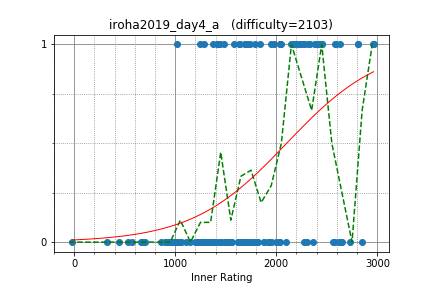 iroha2019_day4_a (difficulty=2103)
1
0
0 1000 2000 3000
Inner Rating